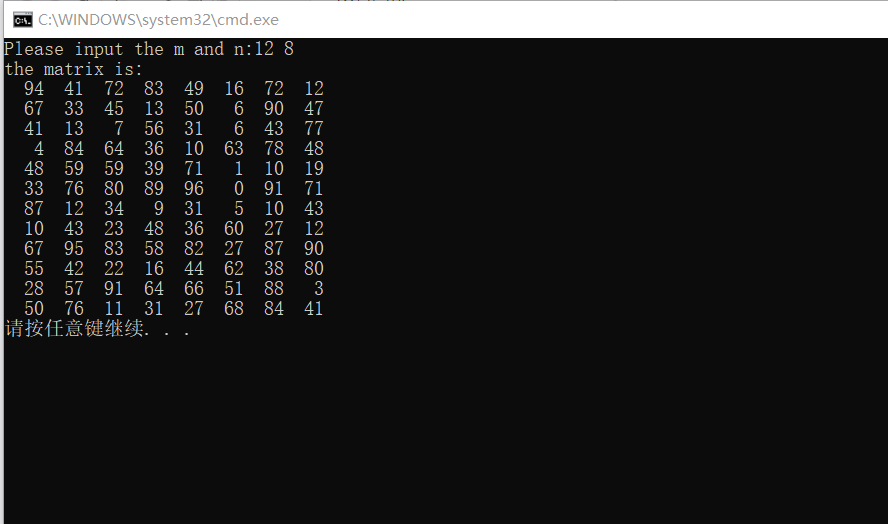 C:\WINDOWS\system32\cmd.exe
Please input the m and n:12 8
the matrix is:
94 41 72 83 49 16 72 12
67 33 45 13 50 6 90 47
41 13 7 56 31 6 43 77
4 84 64 36 10 63 78 48
48 59 59 39 71 1 10 19
33 76 80 89 96 0 91 71
87 12 34 9 31 5 10 43
10 43 23 48 36 60 27 12
67 95 83 58 82 27 87 90
55 42 22 16 44 62 38 80
28 57 91 64 66 51 88 3
50 76 11 31 27 68 84 41
请按任意键继续. . .